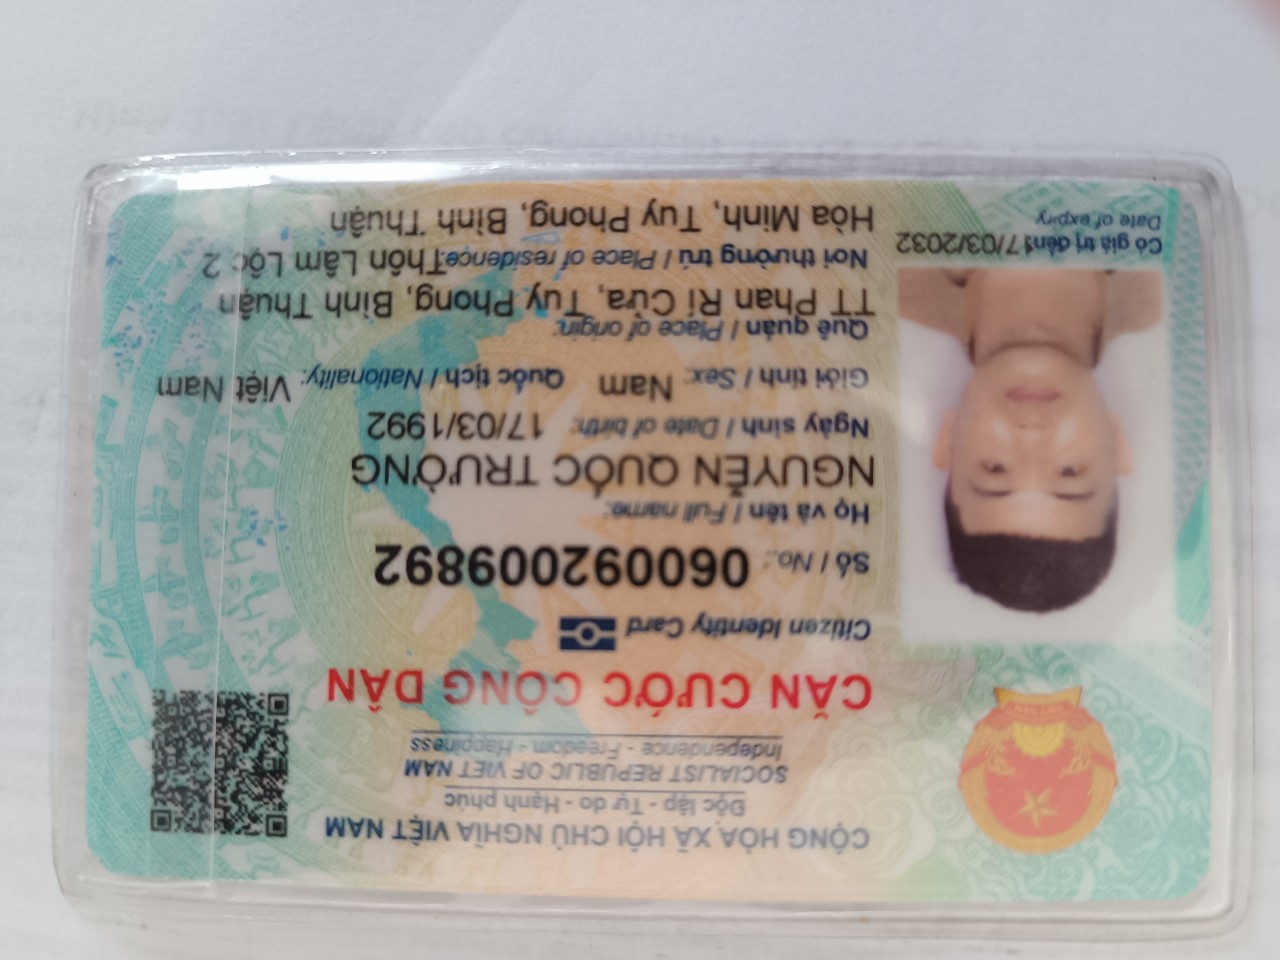 CỘNG HÒA XÃ HỘI CHỦ NGHĨA VIỆT NAM
Độc lập - Tự do - Hạnh phúc
SOCIALIST REPUBLIC OF VIET NAM
Independence - Freedom - Happiness
CĂN CƯỚC CÔNG DÂN
Citizen Identity Card
Số / No.: 060092009892
Họ và tên / Full name:
NGUYỄN QUỐC TRƯỜNG
Ngày sinh / Date of birth: 17/03/1992
Giới tính / Sex: Nam Quốc tịch / Nationality: Việt Nam
Quê quán / Place of origin:
TT Phan Rí Cửa, Tuy Phong, Bình Thuận
Nơi thường trú / Place of residence: Thôn Lâm Lộc 2
Hòa Minh, Tuy Phong, Bình Thuận
Có giá trị đến: 17/03/2032
Date of expiry